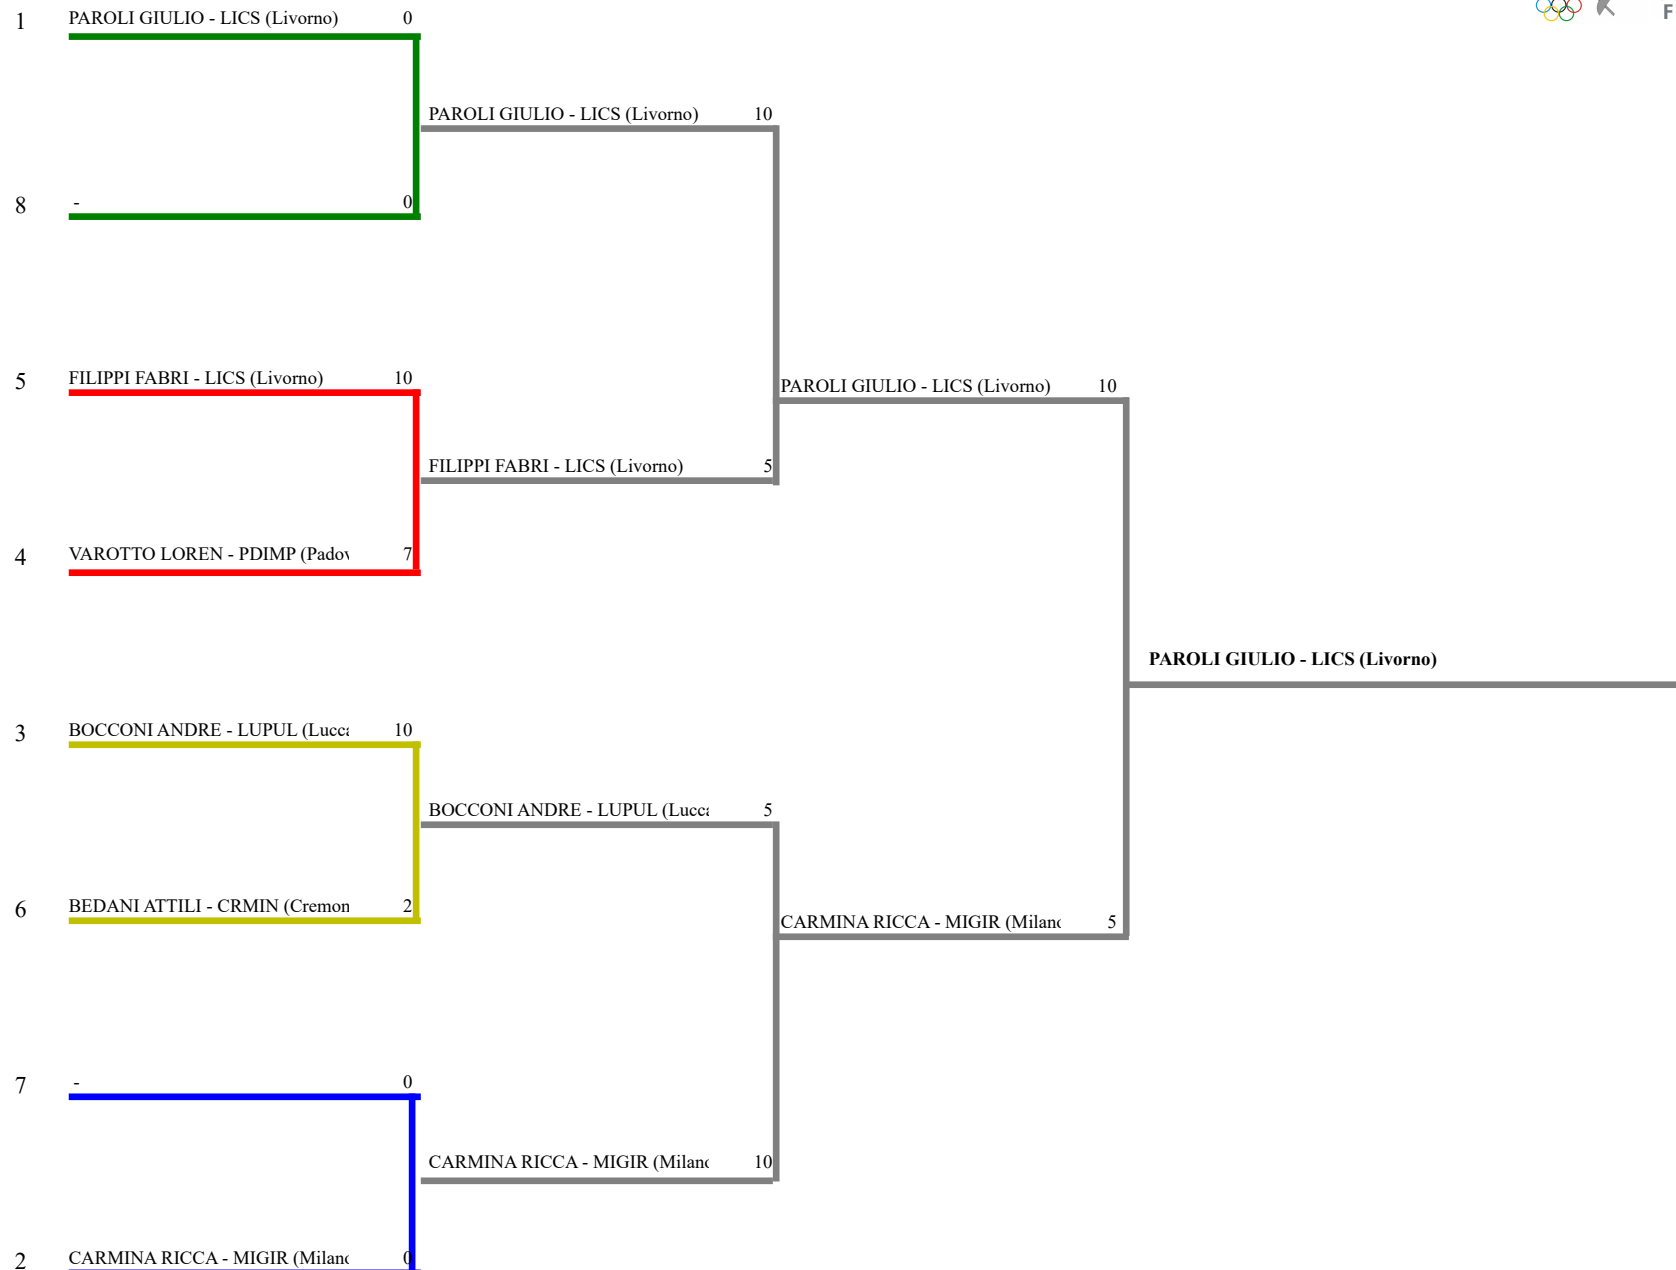 1 PAROLI GIULIO - LICS (Livorno) 0
F
PAROLI GIULIO - LICS (Livorno) 10
8 - 0
5 FILIPPI FABRI - LICS (Livorno) 10
PAROLI GIULIO - LICS (Livorno) 10
FILIPPI FABRI - LICS (Livorno) 5
4 VAROTTO LOREN - PDIMP (Padov 7
PAROLI GIULIO - LICS (Livorno)
3 BOCCONI ANDRE - LUPUL (Lucca 10
BOCCONI ANDRE - LUPUL (Lucca 5
6 BEDANI ATTILI - CRMIN (Cremon 2
CARMINA RICCA - MIGIR (Milano 5
7 - 0
CARMINA RICCA - MIGIR (Milano 10
2 CARMINA RICCA - MIGIR (Milano 0